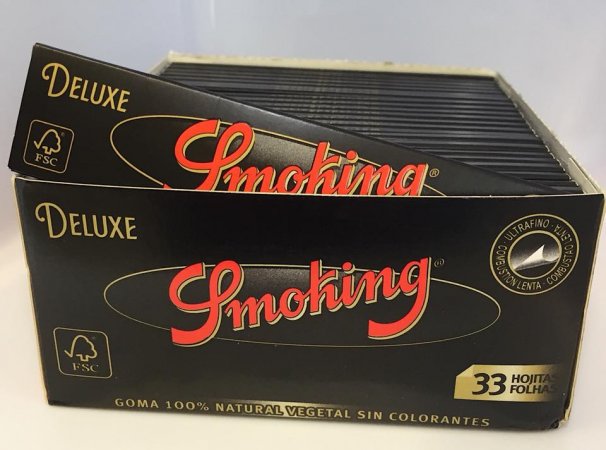 DELUXE
FSC
Smoking®
DELUXE
Smoking®
ULTRAFINO · COMBUSTÃO LENTA · COMBUSTIÓN LENTA
FSC
33 HOJITAS
FOLHAS
GOMA 100% NATURAL VEGETAL SIN COLORANTES